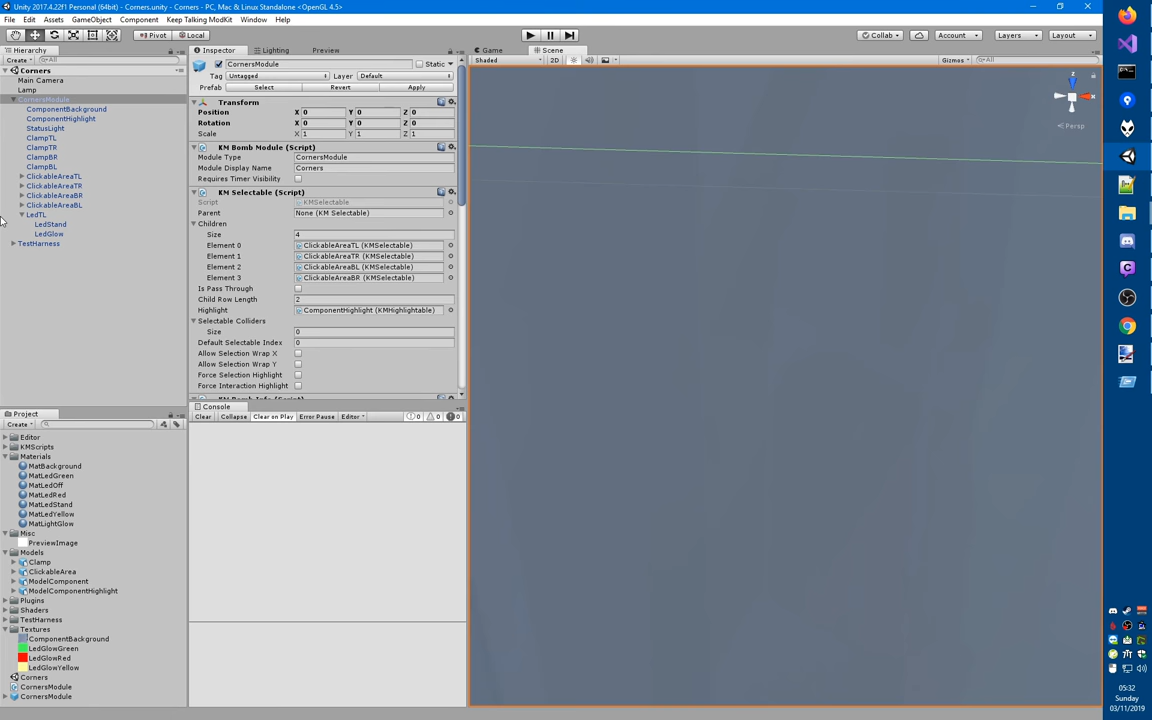 Unity 2017.4.22f1 Personal (64bit) - Corners.unity - Corners - PC, Mac & Linux Standalone <OpenGL 4.5>
File Edit Assets GameObject Component Keep Talking ModKit Window Help
Pivot Local Collab Account Layers Layout
Hierarchy
Create All
Corners
Main Camera
Lamp
CornersModule
ComponentBackground
ComponentHighlight
StatusLight
ClampTL
ClampTR
ClampBR
ClampBL
ClickableAreaTL
ClickableAreaTR
ClickableAreaBR
ClickableAreaBL
LedTL
LedStand
LedGlow
TestHarness
Inspector Lighting Preview
CornersModule Static
Tag Untagged Layer Default
Prefab Select Revert Apply
Transform
Position X 0 Y 0 Z 0
Rotation X 0 Y 0 Z 0
Scale X 1 Y 1 Z 1
KM Bomb Module (Script)
Module Type CornersModule
Module Display Name Corners
Requires Timer Visibility
KM Selectable (Script)
Script KMSelectable
Parent None (KM Selectable)
Children
Size 4
Element 0 ClickableAreaTL (KMSelectable)
Element 1 ClickableAreaTR (KMSelectable)
Element 2 ClickableAreaBL (KMSelectable)
Element 3 ClickableAreaBR (KMSelectable)
Is Pass Through
Child Row Length 2
Highlight ComponentHighlight (KMHighlightable)
Selectable Colliders
Size 0
Default Selectable Index 0
Allow Selection Wrap X
Allow Selection Wrap Y
Force Selection Highlight
Force Interaction Highlight
KM Bomb Info (Script)
Game Scene
Shaded 2D Gizmos All
z
x
Persp
Project
Create
Editor
KMScripts
Materials
MatBackground
MatLedGreen
MatLedOff
MatLedRed
MatLedStand
MatLedYellow
MatLightGlow
Misc
PreviewImage
Models
Clamp
ClickableArea
ModelComponent
ModelComponentHighlight
Plugins
Shaders
TestHarness
Textures
ComponentBackground
LedGlowGreen
LedGlowRed
LedGlowYellow
Corners
CornersModule
CornersModule
Console
Clear Collapse Clear on Play Error Pause Editor 0 0 0
05:32
Sunday
03/11/2019